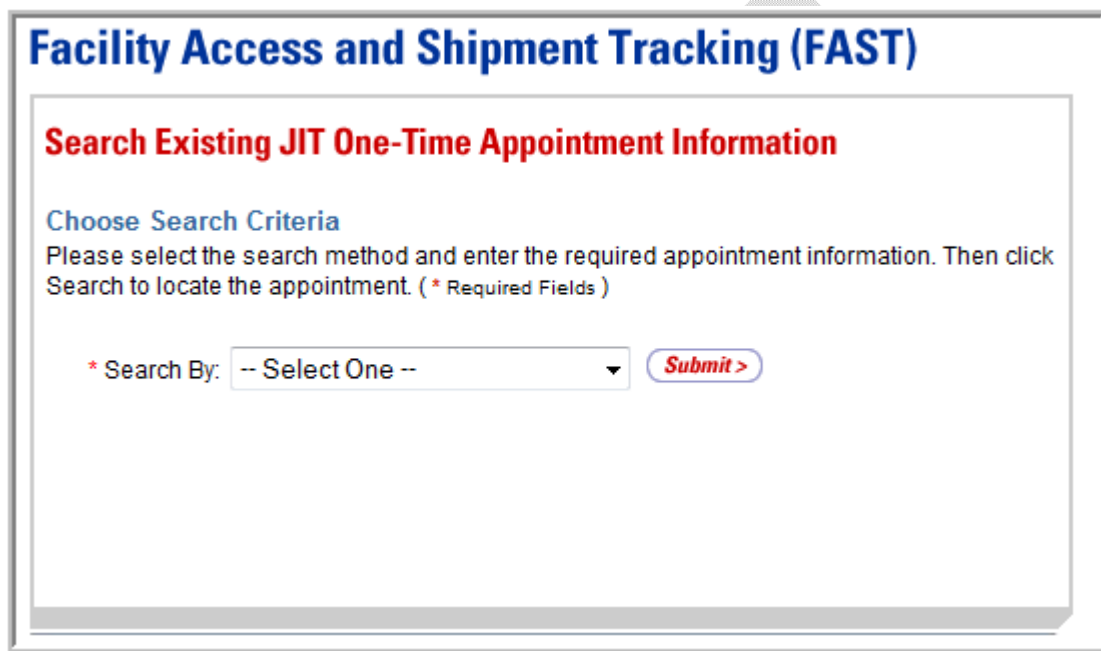 Facility Access and Shipment Tracking (FAST)
Search Existing JIT One-Time Appointment Information
Choose Search Criteria
Please select the search method and enter the required appointment information. Then click
Search to locate the appointment. ( * Required Fields )
* Search By: -- Select One -- Submit >